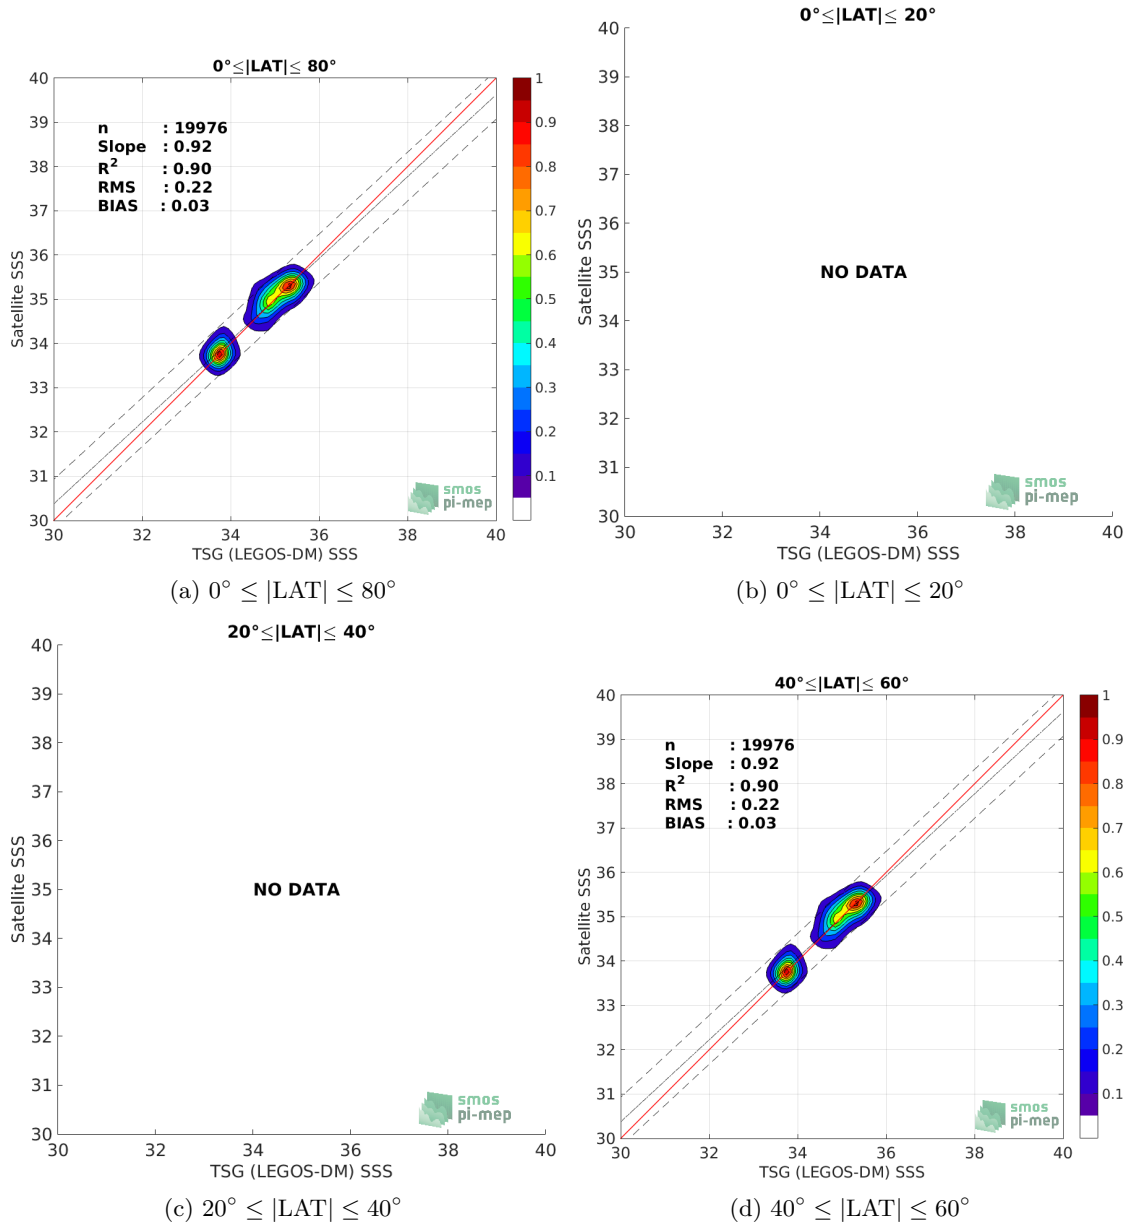 0°≤|LAT|≤ 80°
n : 19976
Slope : 0.92
R2 : 0.90
RMS : 0.22
BIAS : 0.03
Satellite SSS
40
39
38
37
36
35
34
33
32
31
30
30 32 34 36 38 40
TSG (LEGOS-DM) SSS
1
0.9
0.8
0.7
0.6
0.5
0.4
0.3
0.2
0.1
smos
pi-mep
(a) 0° ≤ |LAT| ≤ 80°
0°≤|LAT|≤ 20°
Satellite SSS
40
39
38
37
36
35
34
33
32
31
30
NO DATA
30 32 34 36 38 40
TSG (LEGOS-DM) SSS
smos
pi-mep
(b) 0° ≤ |LAT| ≤ 20°
20°≤|LAT|≤ 40°
Satellite SSS
40
39
38
37
36
35
34
33
32
31
30
NO DATA
30 32 34 36 38 40
TSG (LEGOS-DM) SSS
smos
pi-mep
(c) 20° ≤ |LAT| ≤ 40°
40°≤|LAT|≤ 60°
n : 19976
Slope : 0.92
R2 : 0.90
RMS : 0.22
BIAS : 0.03
Satellite SSS
40
39
38
37
36
35
34
33
32
31
30
30 32 34 36 38 40
TSG (LEGOS-DM) SSS
1
0.9
0.8
0.7
0.6
0.5
0.4
0.3
0.2
0.1
smos
pi-mep
(d) 40° ≤ |LAT| ≤ 60°